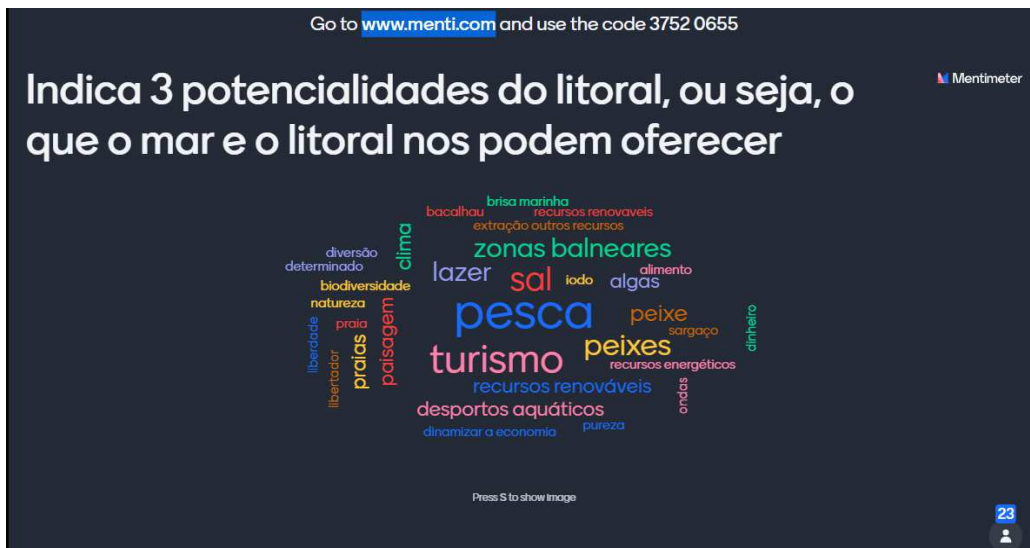 Go to www.menti.com and use the code 3752 0655
Mentimeter
Indica 3 potencialidades do litoral, ou seja, o
que o mar e o litoral nos podem oferecer
brisa marinha
bacalhau
recursos renovaveis
extração outros recursos
clima
zonas balneares
diversão
determinado
lazer
sal
iodo
alimento
algas
biodiversidade
natureza
pesca
peixe
sargaço
dinheiro
liberdade
praia
libertador
praias
paisagem
turismo
peixes
recursos energéticos
recursos renováveis
ondas
desportos aquáticos
dinamizar a economia
pureza
Press S to show image
23